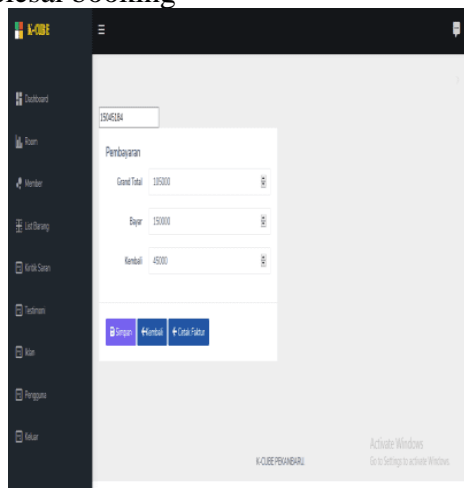 selesai booking
K-CUBE
Dashboard
15045184
Room
Pembayaran
Member
Grand Total 105000
List Barang
Bayar 150000
Kritik Saran
Kembali 45000
Testimoni
Simpan Kembali Cetak Faktur
Iklan
Pengguna
Keluar
Activate Windows
K-CUBE PEKANBARU.
Go to Settings to activate Windows.